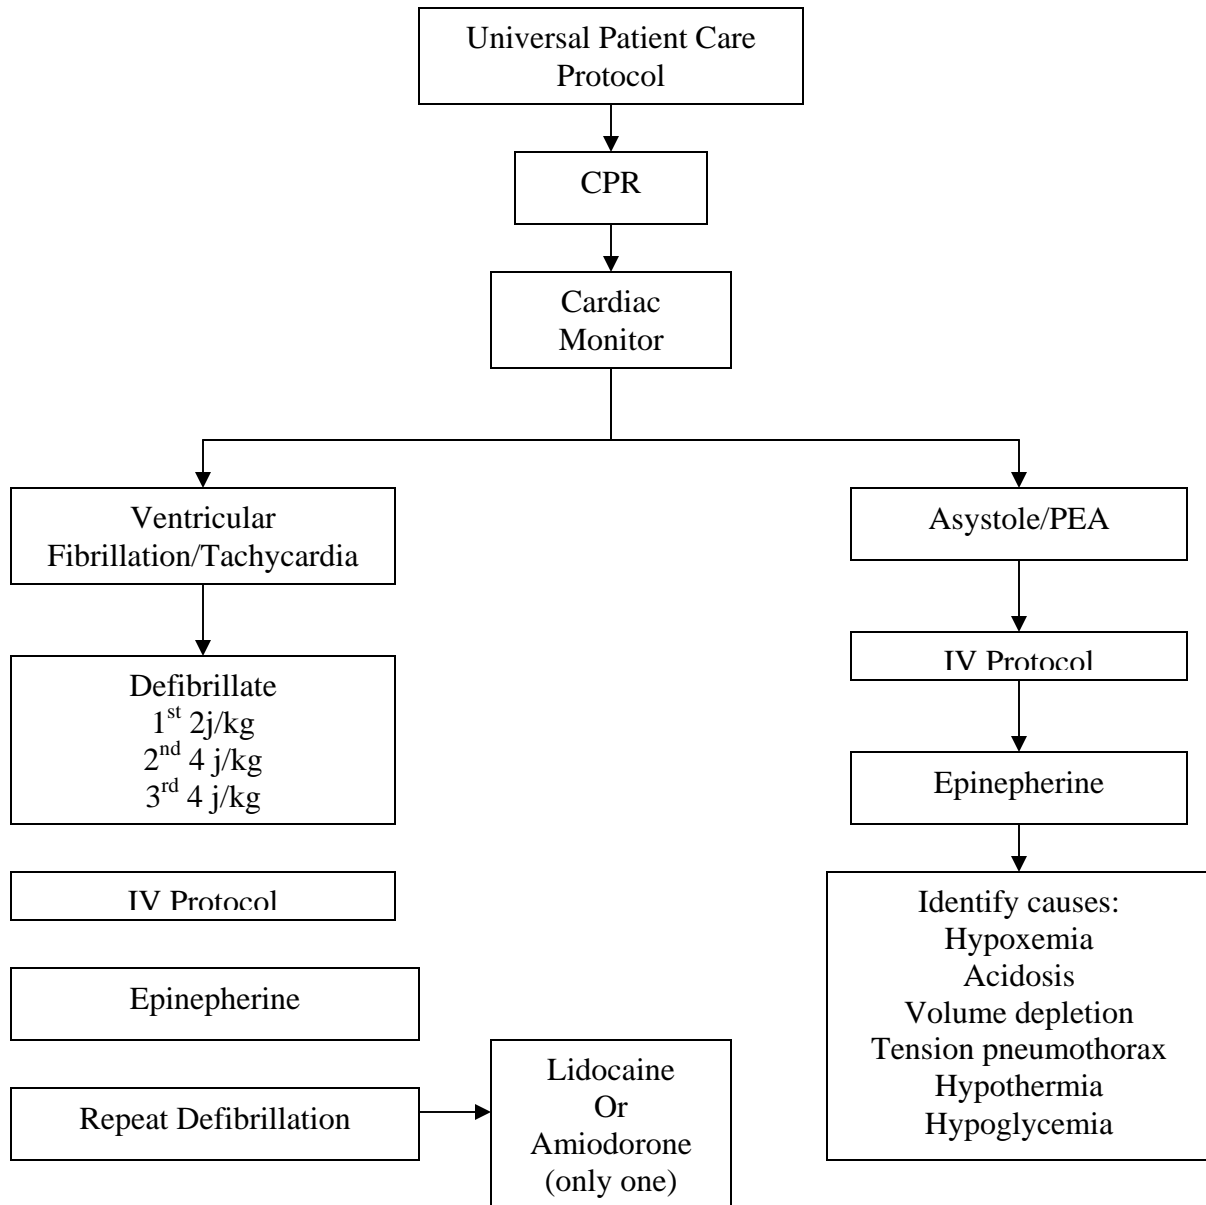 Universal Patient Care
Protocol
CPR
Cardiac
Monitor
Ventricular
Fibrillation/Tachycardia
Defibrillate
1st 2j/kg
2nd 4 j/kg
3rd 4 j/kg
IV Protocol
Epinepherine
Repeat Defibrillation
Lidocaine
Or
Amiodorone
(only one)
Asystole/PEA
IV Protocol
Epinepherine
Identify causes:
Hypoxemia
Acidosis
Volume depletion
Tension pneumothorax
Hypothermia
Hypoglycemia